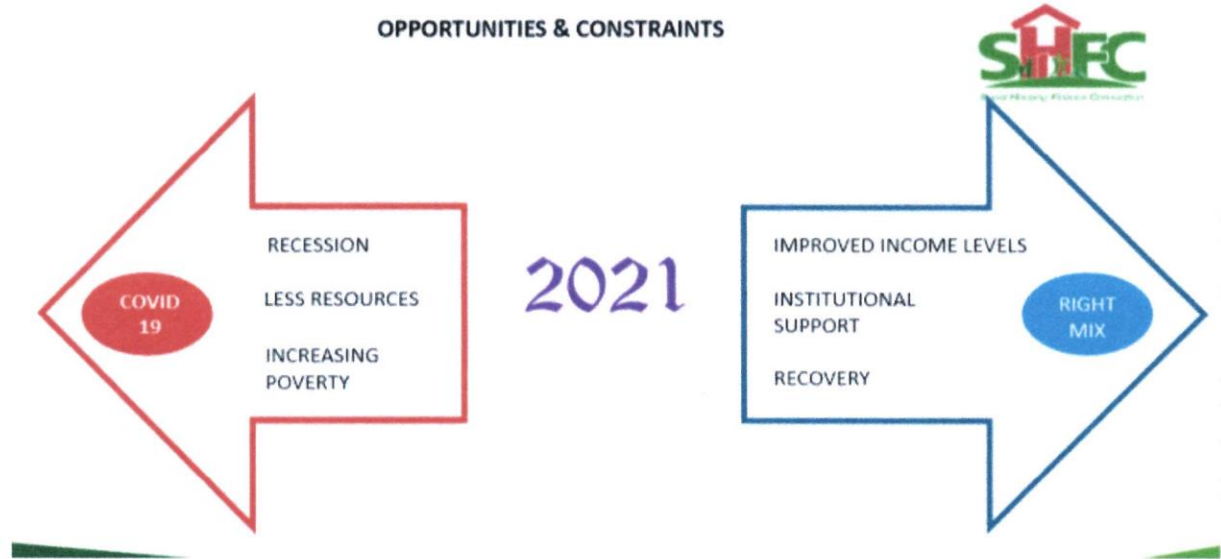 OPPORTUNITIES & CONSTRAINTS
SHFC
RECESSION
LESS RESOURCES
INCREASING
POVERTY
COVID
19
2021
IMPROVED INCOME LEVELS
INSTITUTIONAL
SUPPORT
RECOVERY
RIGHT
MIX